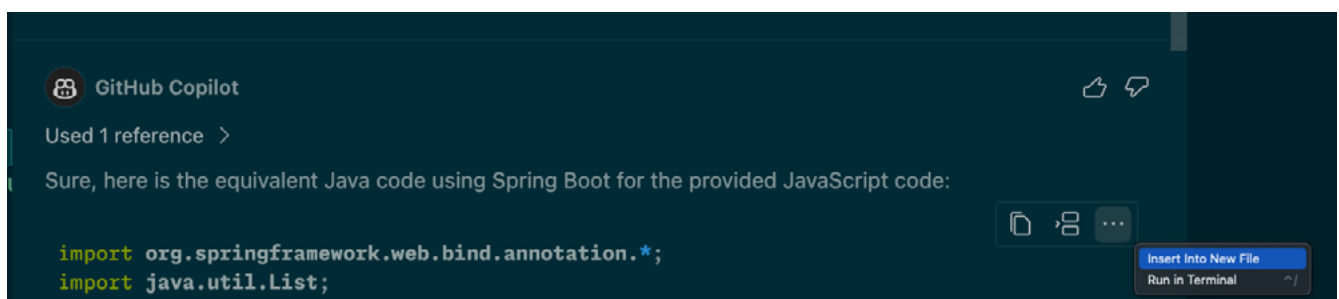 GitHub Copilot
Used 1 reference >
Sure, here is the equivalent Java code using Spring Boot for the provided JavaScript code:
import org.springframework.web.bind.annotation.*;
import java.util.List;
Insert Into New File
Run in Terminal ^/